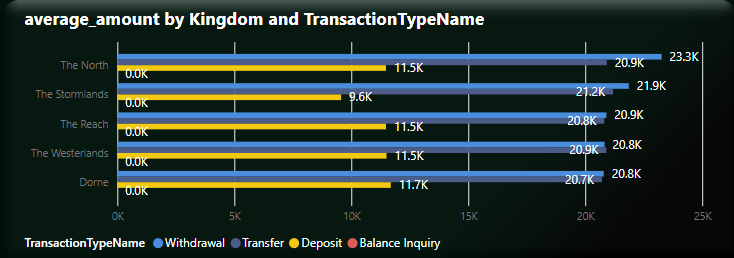 average_amount by Kingdom and TransactionTypeName
The North 23.3K
20.9K
11.5K
0.0K
The Stormlands 21.9K
21.2K
9.6K
0.0K
The Reach 20.9K
20.8K
11.5K
0.0K
The Westerlands 20.8K
20.9K
11.5K
0.0K
Dorne 20.8K
20.7K
11.7K
0.0K
0K 5K 10K 15K 20K 25K
TransactionTypeName Withdrawal Transfer Deposit Balance Inquiry